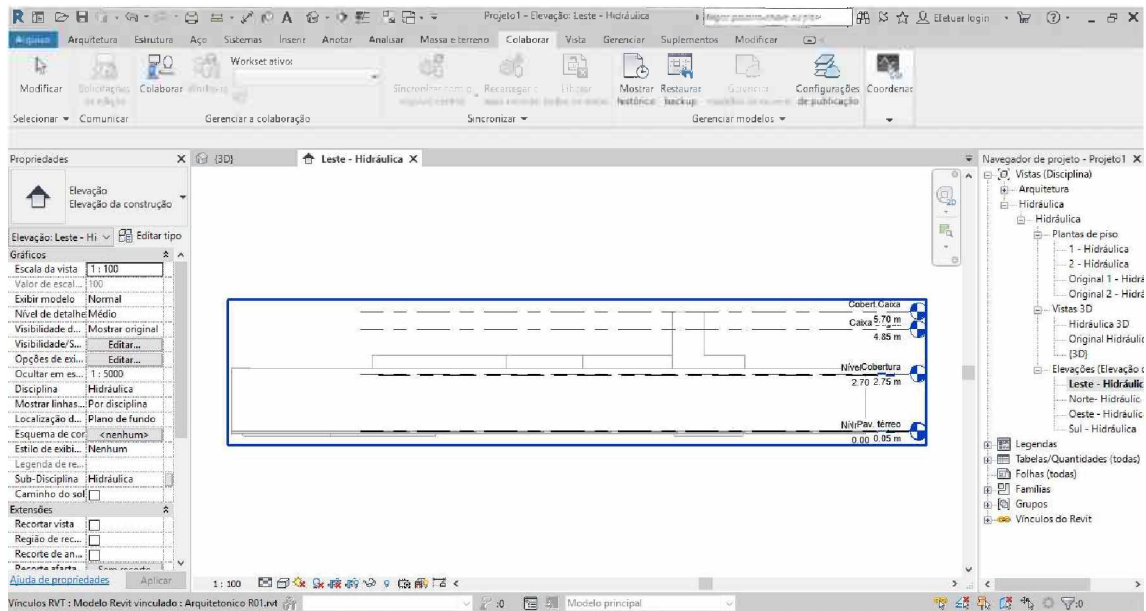 Projeto1 - Elevação: Leste - Hidráulica
Efetuar login
Arquivo Arquitetura Estrutura Aço Sistemas Inserir Anotar Analisar Massa e terreno Colaborar Vista Gerenciar Suplementos Modificar
Workset ativo:
Modificar Colaborar Mostrar histórico Restaurar backup Configurações de publicação Coordenar
Selecionar Comunicar Gerenciar a colaboração Sincronizar Gerenciar modelos
Propriedades X
{3D}
Leste - Hidráulica X
Navegador de projeto - Projeto1 X
Elevação
Elevação da construção
Elevação: Leste - Hi
Editar tipo
Gráficos
Escala da vista 1 : 100
Valor de escal... 100
Exibir modelo Normal
Nível de detalhe Médio
Visibilidade d... Mostrar original
Visibilidade/S... Editar...
Opções de exi... Editar...
Ocultar em es... 1 : 5000
Disciplina Hidráulica
Mostrar linhas... Por disciplina
Localização d... Plano de fundo
Esquema de cor <nenhum>
Estilo de exibi... Nenhum
Legenda de re...
Sub-Disciplina Hidráulica
Caminho do sol
Extensões
Recortar vista
Região de rec...
Recorte de an...
Recorte afasta... Sem recorte
Ajuda de propriedades Aplicar
Cobert.Caixa
5.70 m
Caixa
4.85 m
Nível Cobertura
2.70 2.75 m
Pav. térreo
0.00 0.05 m
Vistas (Disciplina)
Arquitetura
Hidráulica
Hidráulica
Plantas de piso
1 - Hidráulica
2 - Hidráulica
Original 1 - Hidrá
Original 2 - Hidrá
Vistas 3D
Hidráulica 3D
Original Hidráulic
{3D}
Elevações (Elevação d
Leste - Hidráulic
Norte- Hidráulic
Oeste - Hidráulic
Sul - Hidráulica
Legendas
Tabelas/Quantidades (todas)
Folhas (todas)
Famílias
Grupos
Vínculos do Revit
1 : 100
Vínculos RVT : Modelo Revit vinculado : Arquitetonico R01.rvt
:0
Modelo principal
:0